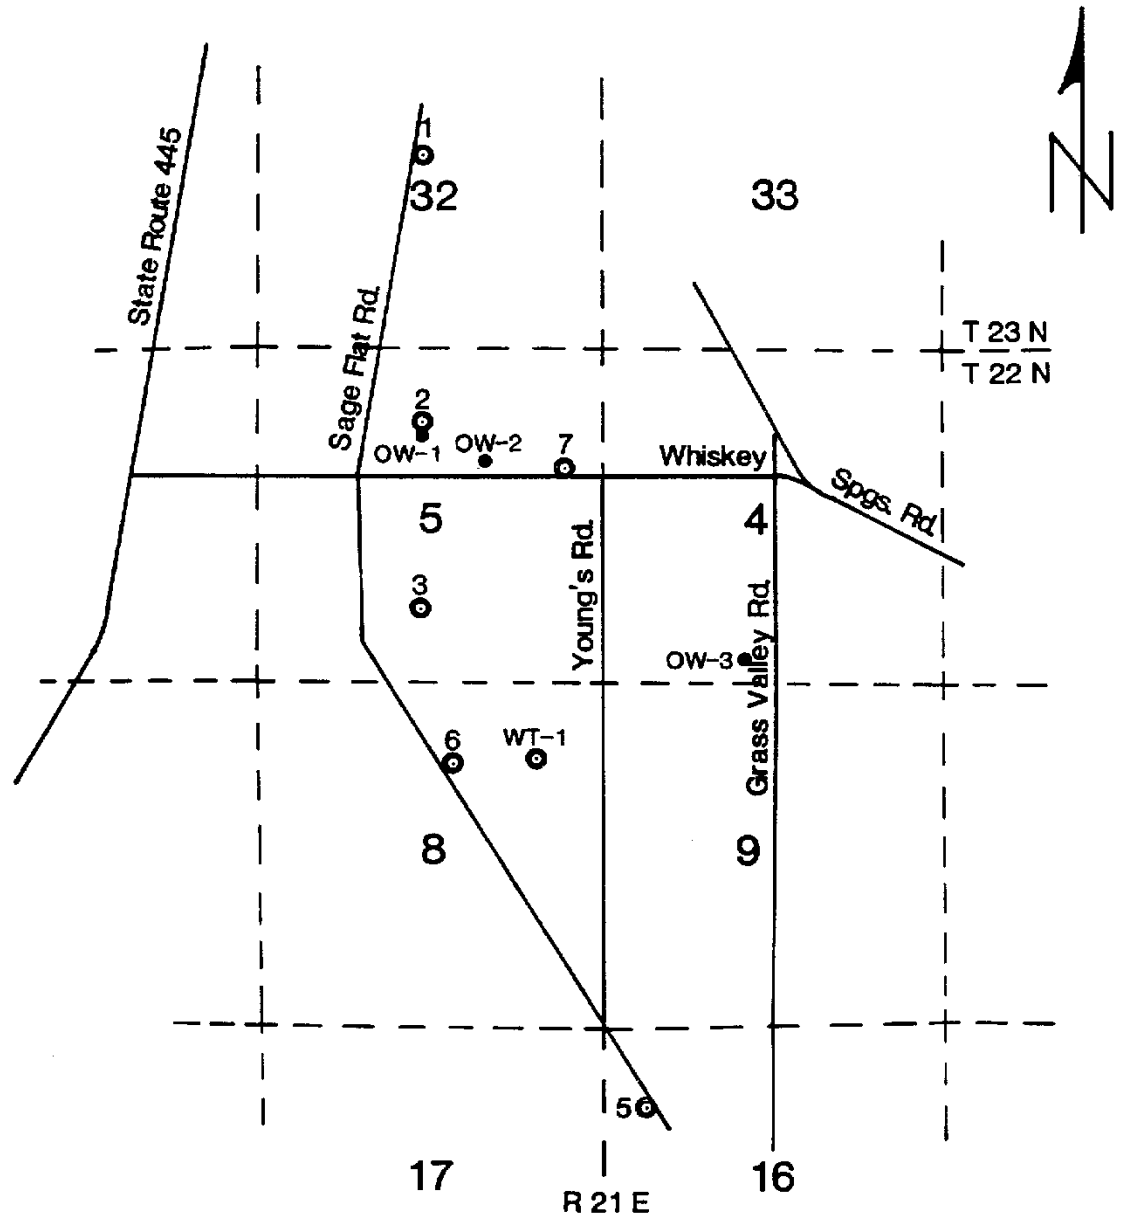 1
N
32
33
State Route 445
Sage Flat Rd.
T 23 N
T 22 N
2
OW-1
OW-2
7
Whiskey
Spgs. Rd.
5
4
3
Young's Rd.
Grass Valley Rd.
OW-3
6
WT-1
8
9
5
17
16
R 21 E